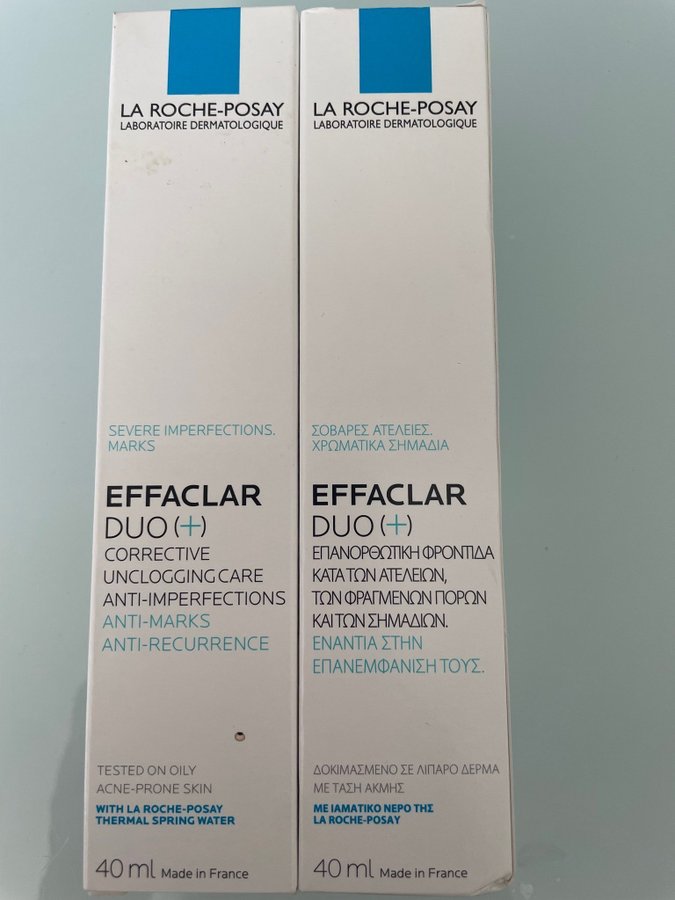 LA ROCHE-POSAY
LABORATOIRE DERMATOLOGIQUE
SEVERE IMPERFECTIONS.
MARKS
EFFACLAR
DUO (+)
CORRECTIVE
UNCLOGGING CARE
ANTI-IMPERFECTIONS
ANTI-MARKS
ANTI-RECURRENCE
TESTED ON OILY
ACNE-PRONE SKIN
WITH LA ROCHE-POSAY
THERMAL SPRING WATER
40 ml Made in France
LA ROCHE-POSAY
LABORATOIRE DERMATOLOGIQUE
ΣΟΒΑΡΕΣ ΑΤΕΛΕΙΕΣ.
ΧΡΩΜΑΤΙΚΑ ΣΗΜΑΔΙΑ
EFFACLAR
DUO (+)
ΕΠΑΝΟΡΘΩΤΙΚΗ ΦΡΟΝΤΙΔΑ
ΚΑΤΑ ΤΩΝ ΑΤΕΛΕΙΩΝ,
ΤΩΝ ΦΡΑΓΜΕΝΩΝ ΠΟΡΩΝ
ΚΑΙ ΤΩΝ ΣΗΜΑΔΙΩΝ.
ΕΝΑΝΤΙΑ ΣΤΗΝ
ΕΠΑΝΕΜΦΑΝΙΣΗ ΤΟΥΣ.
ΔΟΚΙΜΑΣΜΕΝΟ ΣΕ ΛΙΠΑΡΟ ΔΕΡΜΑ
ΜΕ ΤΑΣΗ ΑΚΜΗΣ
ΜΕ ΙΑΜΑΤΙΚΟ ΝΕΡΟ ΤΗΣ
LA ROCHE-POSAY
40 ml Made in France